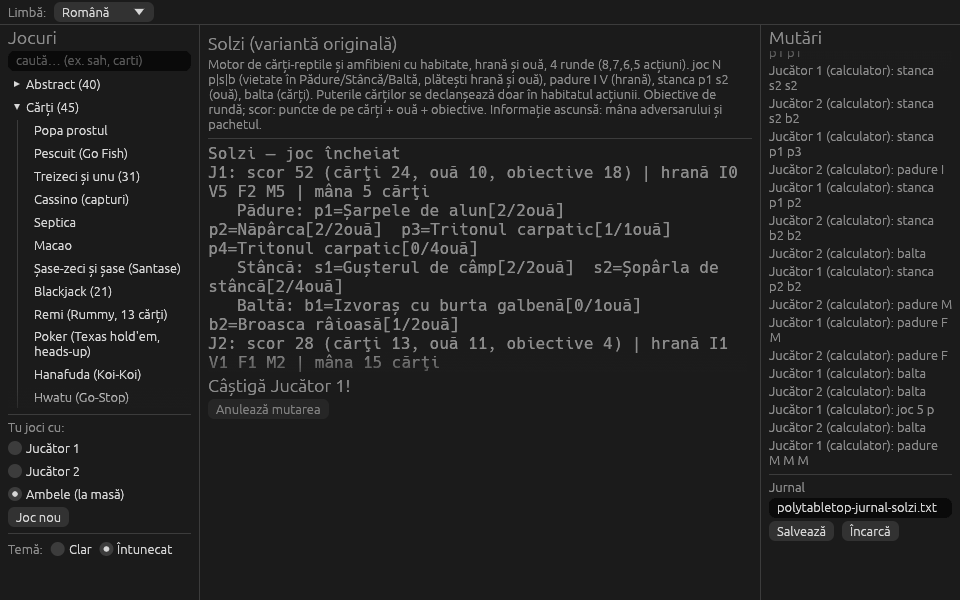 Limbă: Română
Jocuri
caută... (ex. sah, carti)
Abstract (40)
Cărți (45)
Popa prostul
Pescuit (Go Fish)
Treizeci și unu (31)
Cassino (capturi)
Septica
Macao
Șase-zeci și șase (Santase)
Blackjack (21)
Remi (Rummy, 13 cărți)
Poker (Texas hold'em,
heads-up)
Hanafuda (Koi-Koi)
Hwatu (Go-Stop)
Tu joci cu:
Jucător 1
Jucător 2
Ambele (la masă)
Joc nou
Temă: Clar Întunecat
Solzi (variantă originală)
Motor de cărți-reptile și amfibieni cu habitate, hrană și ouă, 4 runde (8,7,6,5 acțiuni). joc N
p|s|b (vietate în Pădure/Stâncă/Baltă, plătești hrană și ouă), padure I V (hrană), stanca p1 s2
(ouă), balta (cărți). Puterile cărților se declanșează doar în habitatul acțiunii. Obiective de
rundă; scor: puncte de pe cărți + ouă + obiective. Informație ascunsă: mâna adversarului și
pachetul.
Solzi — joc încheiat
J1: scor 52 (cărți 24, ouă 10, obiective 18) | hrană I0
V5 F2 M5 | mâna 5 cărți
Pădure: p1=Șarpele de alun[2/2ouă]
p2=Năpârca[2/2ouă] p3=Tritonul carpatic[1/1ouă]
p4=Tritonul carpatic[0/4ouă]
Stâncă: s1=Gușterul de câmp[2/2ouă] s2=Șopârla de
stâncă[2/4ouă]
Baltă: b1=Izvoraș cu burta galbenă[0/1ouă]
b2=Broasca râioasă[1/2ouă]
J2: scor 28 (cărți 13, ouă 11, obiective 4) | hrană I1
V1 F1 M2 | mâna 15 cărți
Câștigă Jucător 1!
Anulează mutarea
Mutări
p1 p1
Jucător 1 (calculator): stanca
s2 s2
Jucător 2 (calculator): stanca
s2 b2
Jucător 1 (calculator): stanca
p1 p3
Jucător 2 (calculator): padure I
Jucător 1 (calculator): stanca
p1 p2
Jucător 2 (calculator): stanca
b2 b2
Jucător 2 (calculator): balta
Jucător 1 (calculator): stanca
p2 b2
Jucător 2 (calculator): padure M
Jucător 1 (calculator): padure F
M
Jucător 2 (calculator): padure F
Jucător 1 (calculator): balta
Jucător 2 (calculator): balta
Jucător 1 (calculator): joc 5 p
Jucător 2 (calculator): balta
Jucător 1 (calculator): padure
M M M
Jurnal
polytabletop-jurnal-solzi.txt
Salvează Încarcă